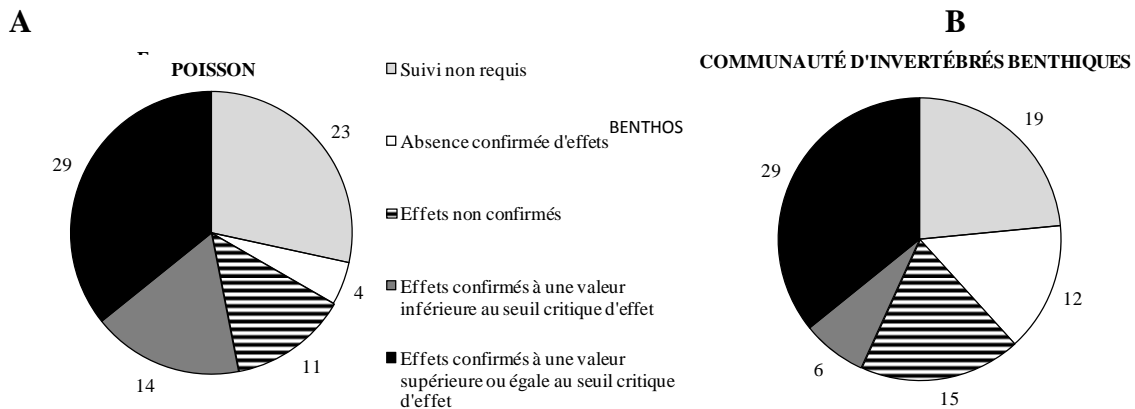 A
POISSON
23
4
11
14
29
Suivi non requis
Absence confirmée d'effets
Effets non confirmés
Effets confirmés à une valeur
inférieure au seuil critique d'effet
Effets confirmés à une valeur
supérieure ou égale au seuil critique
d'effet
BENTHOS
B
COMMUNAUTÉ D'INVERTÉBRÉS BENTHIQUES
19
12
15
6
29